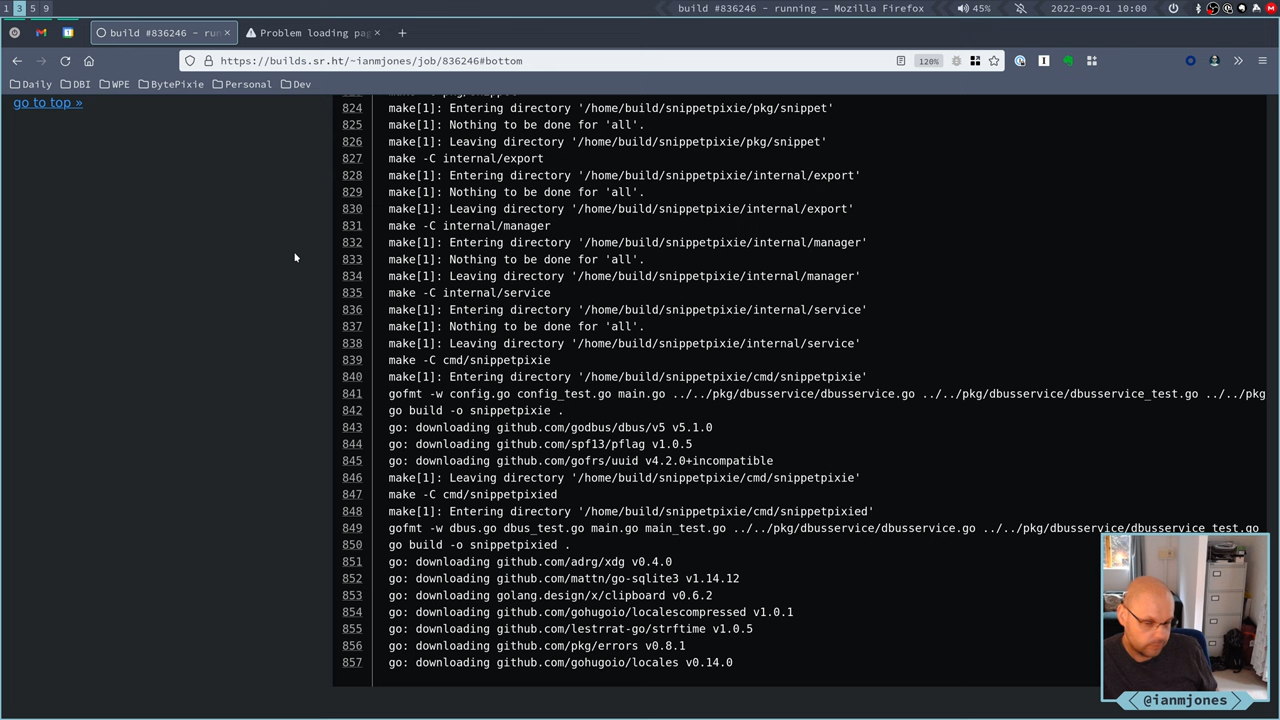 1 3 5 9
build #836246 - running — Mozilla Firefox
45%
2022-09-01 10:00
build #836246 - run
Problem loading page
https://builds.sr.ht/~ianmjones/job/836246#bottom
120%
Daily DBI WPE BytePixie Personal Dev
go to top »
824 make[1]: Entering directory '/home/build/snippetpixie/pkg/snippet'
825 make[1]: Nothing to be done for 'all'.
826 make[1]: Leaving directory '/home/build/snippetpixie/pkg/snippet'
827 make -C internal/export
828 make[1]: Entering directory '/home/build/snippetpixie/internal/export'
829 make[1]: Nothing to be done for 'all'.
830 make[1]: Leaving directory '/home/build/snippetpixie/internal/export'
831 make -C internal/manager
832 make[1]: Entering directory '/home/build/snippetpixie/internal/manager'
833 make[1]: Nothing to be done for 'all'.
834 make[1]: Leaving directory '/home/build/snippetpixie/internal/manager'
835 make -C internal/service
836 make[1]: Entering directory '/home/build/snippetpixie/internal/service'
837 make[1]: Nothing to be done for 'all'.
838 make[1]: Leaving directory '/home/build/snippetpixie/internal/service'
839 make -C cmd/snippetpixie
840 make[1]: Entering directory '/home/build/snippetpixie/cmd/snippetpixie'
841 gofmt -w config.go config_test.go main.go ../../pkg/dbusservice/dbusservice.go ../../pkg/dbusservice/dbusservice_test.go ../../pkg
842 go build -o snippetpixie .
843 go: downloading github.com/godbus/dbus/v5 v5.1.0
844 go: downloading github.com/spf13/pflag v1.0.5
845 go: downloading github.com/gofrs/uuid v4.2.0+incompatible
846 make[1]: Leaving directory '/home/build/snippetpixie/cmd/snippetpixie'
847 make -C cmd/snippetpixied
848 make[1]: Entering directory '/home/build/snippetpixie/cmd/snippetpixied'
849 gofmt -w dbus.go dbus_test.go main.go main_test.go ../../pkg/dbusservice/dbusservice.go ../../pkg/dbusservice/dbusservice_test.go
850 go build -o snippetpixied .
851 go: downloading github.com/adrg/xdg v0.4.0
852 go: downloading github.com/mattn/go-sqlite3 v1.14.12
853 go: downloading golang.design/x/clipboard v0.6.2
854 go: downloading github.com/gohugoio/localescompressed v1.0.1
855 go: downloading github.com/lestrrat-go/strftime v1.0.5
856 go: downloading github.com/pkg/errors v0.8.1
857 go: downloading github.com/gohugoio/locales v0.14.0
@ianmjones